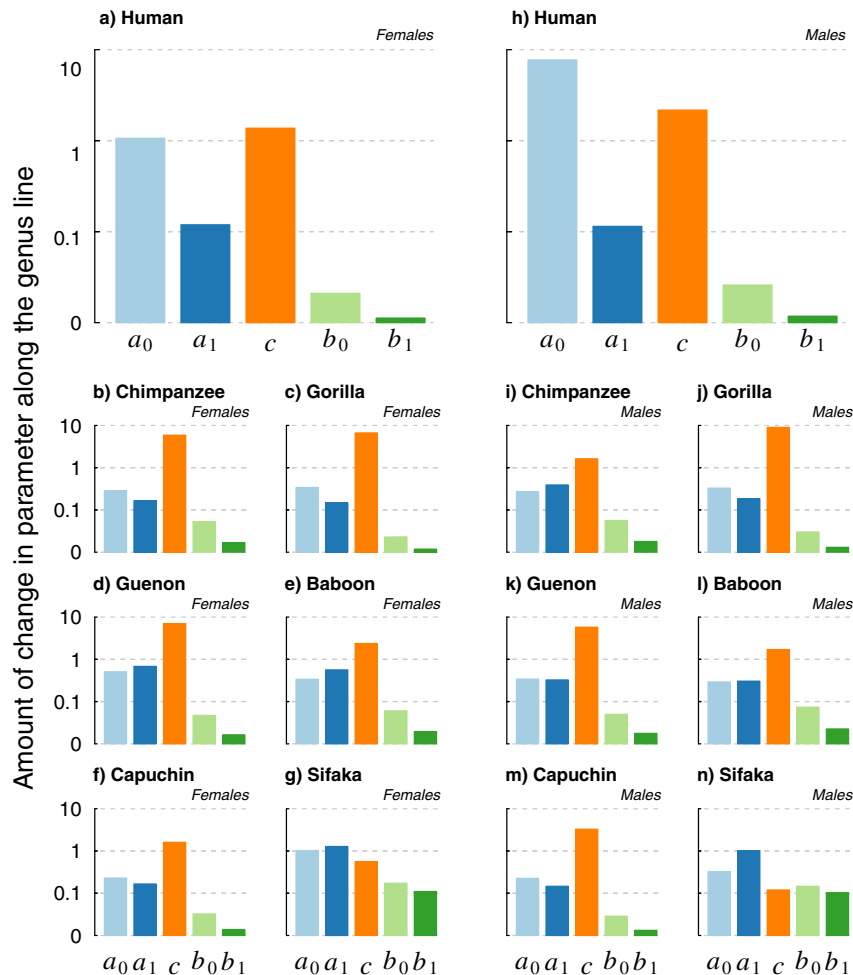 Amount of change in parameter along the genus line
a) Human
Females
10
1
0.1
0
a0 a1 c b0 b1
h) Human
Males
a0 a1 c b0 b1
b) Chimpanzee
Females
10
1
0.1
0
c) Gorilla
Females
i) Chimpanzee
Males
j) Gorilla
Males
d) Guenon
Females
10
1
0.1
0
e) Baboon
Females
k) Guenon
Males
l) Baboon
Males
f) Capuchin
Females
10
1
0.1
0
a0 a1 c b0 b1
g) Sifaka
Females
a0 a1 c b0 b1
m) Capuchin
Males
a0 a1 c b0 b1
n) Sifaka
Males
a0 a1 c b0 b1